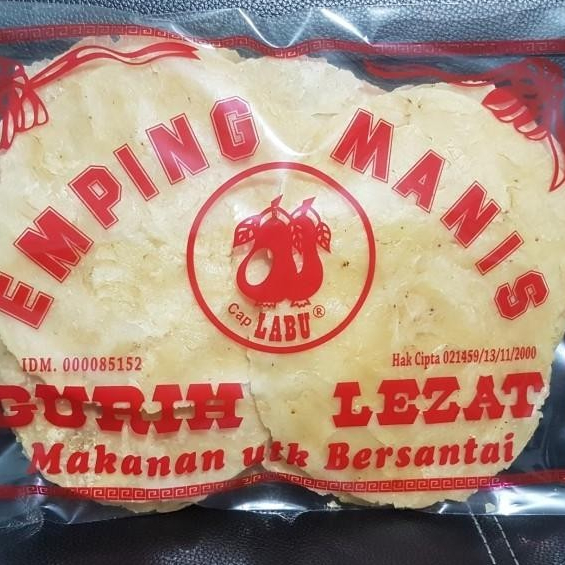 EMPING MANIS
Cap LABU ®
IDM. 000085152
Hak Cipta 021459/13/11/2000
GURIH LEZAT
Makanan utk Bersantai